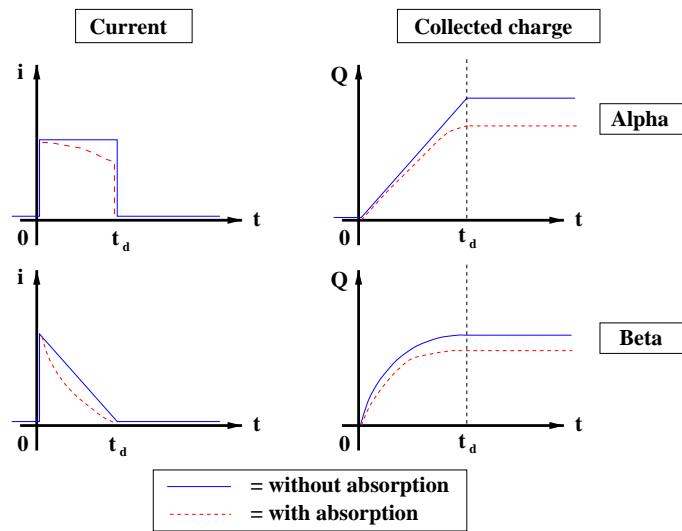 Current
Collected charge
i
Q
Alpha
t
t
0
t d
0
t d
i
Q
Beta
t
t
0
t d
0
t d
= without absorption
= with absorption